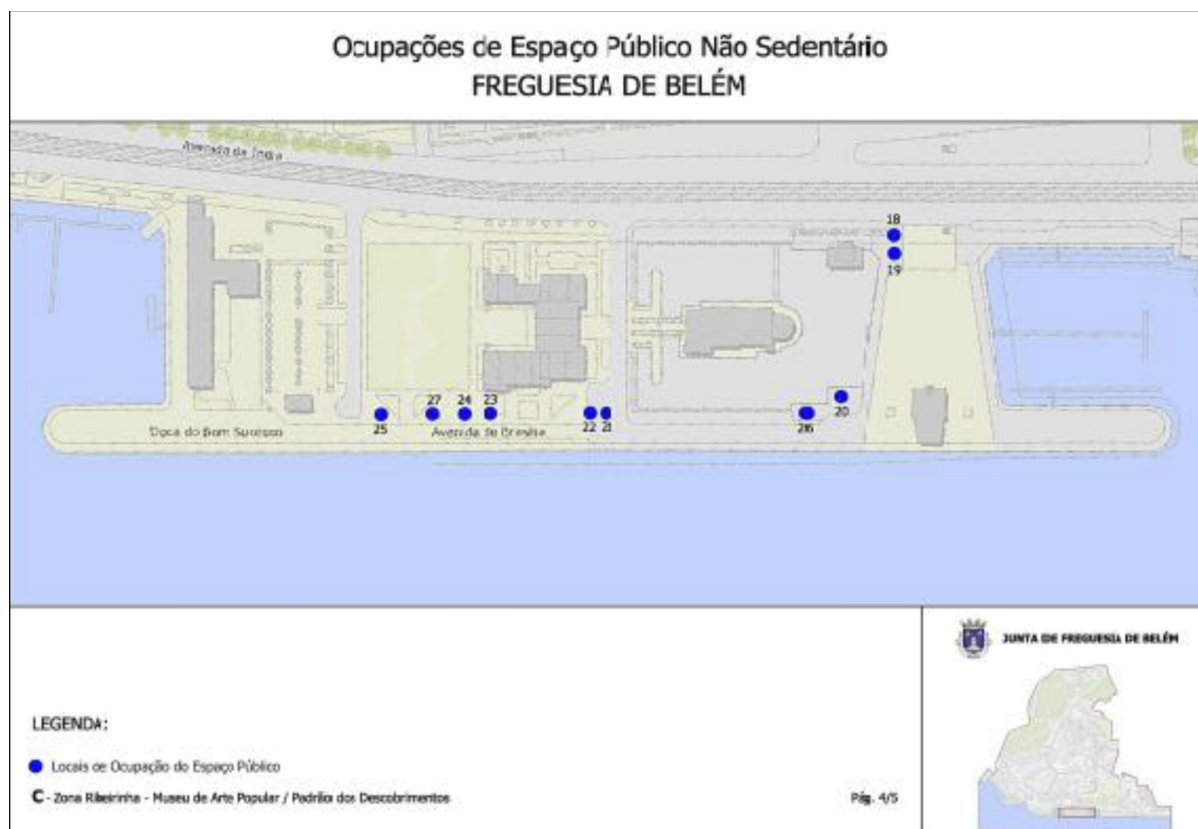 Ocupações de Espaço Público Não Sedentário
FREGUESIA DE BELÉM
Avenida da Índia
18
19
20
27 24 23
25
22 21
26
Doca do Bom Sucesso
Avenida de Brasília
JUNTA DE FREGUESIA DE BELÉM
LEGENDA:
Locais de Ocupação do Espaço Público
C - Zona Ribeirinha - Museu de Arte Popular / Padrão dos Descobrimentos
Pág. 4/5